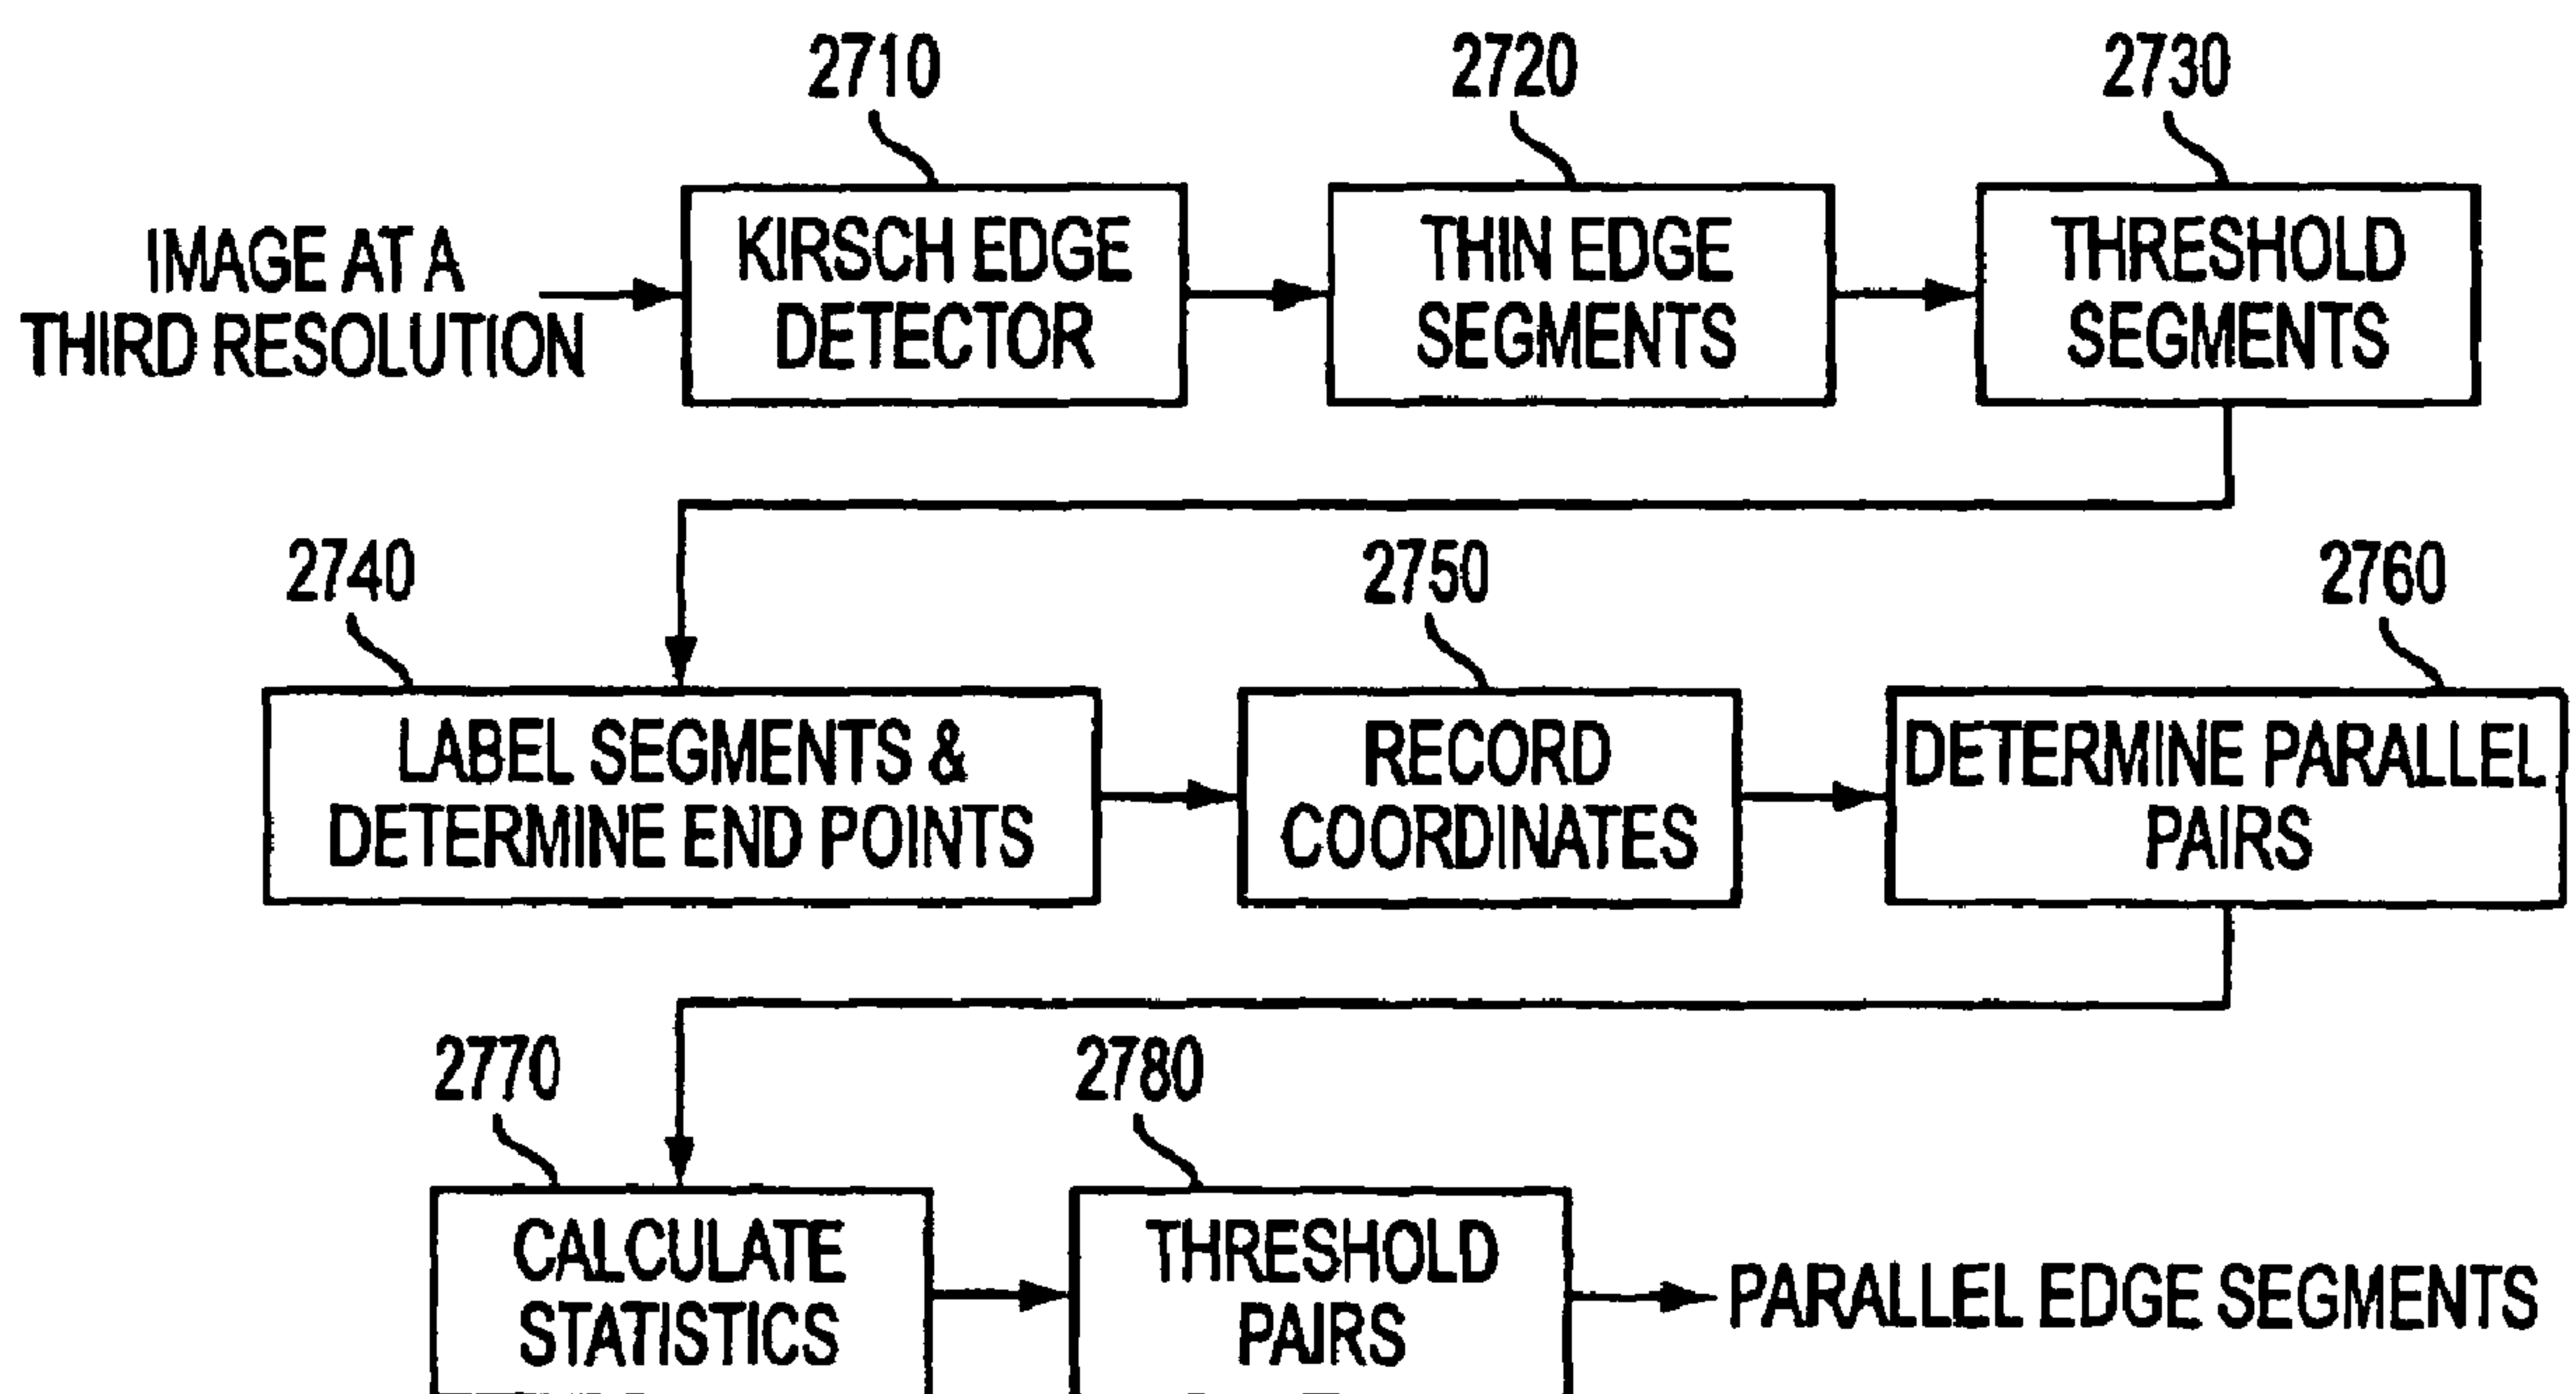 2710
2720
2730
IMAGE AT A
THIRD RESOLUTION
KIRSCH EDGE
DETECTOR
THIN EDGE
SEGMENTS
THRESHOLD
SEGMENTS
2740
2750
2760
LABEL SEGMENTS &
DETERMINE END POINTS
RECORD
COORDINATES
DETERMINE PARALLEL
PAIRS
2770
2780
CALCULATE
STATISTICS
THRESHOLD
PAIRS
PARALLEL EDGE SEGMENTS